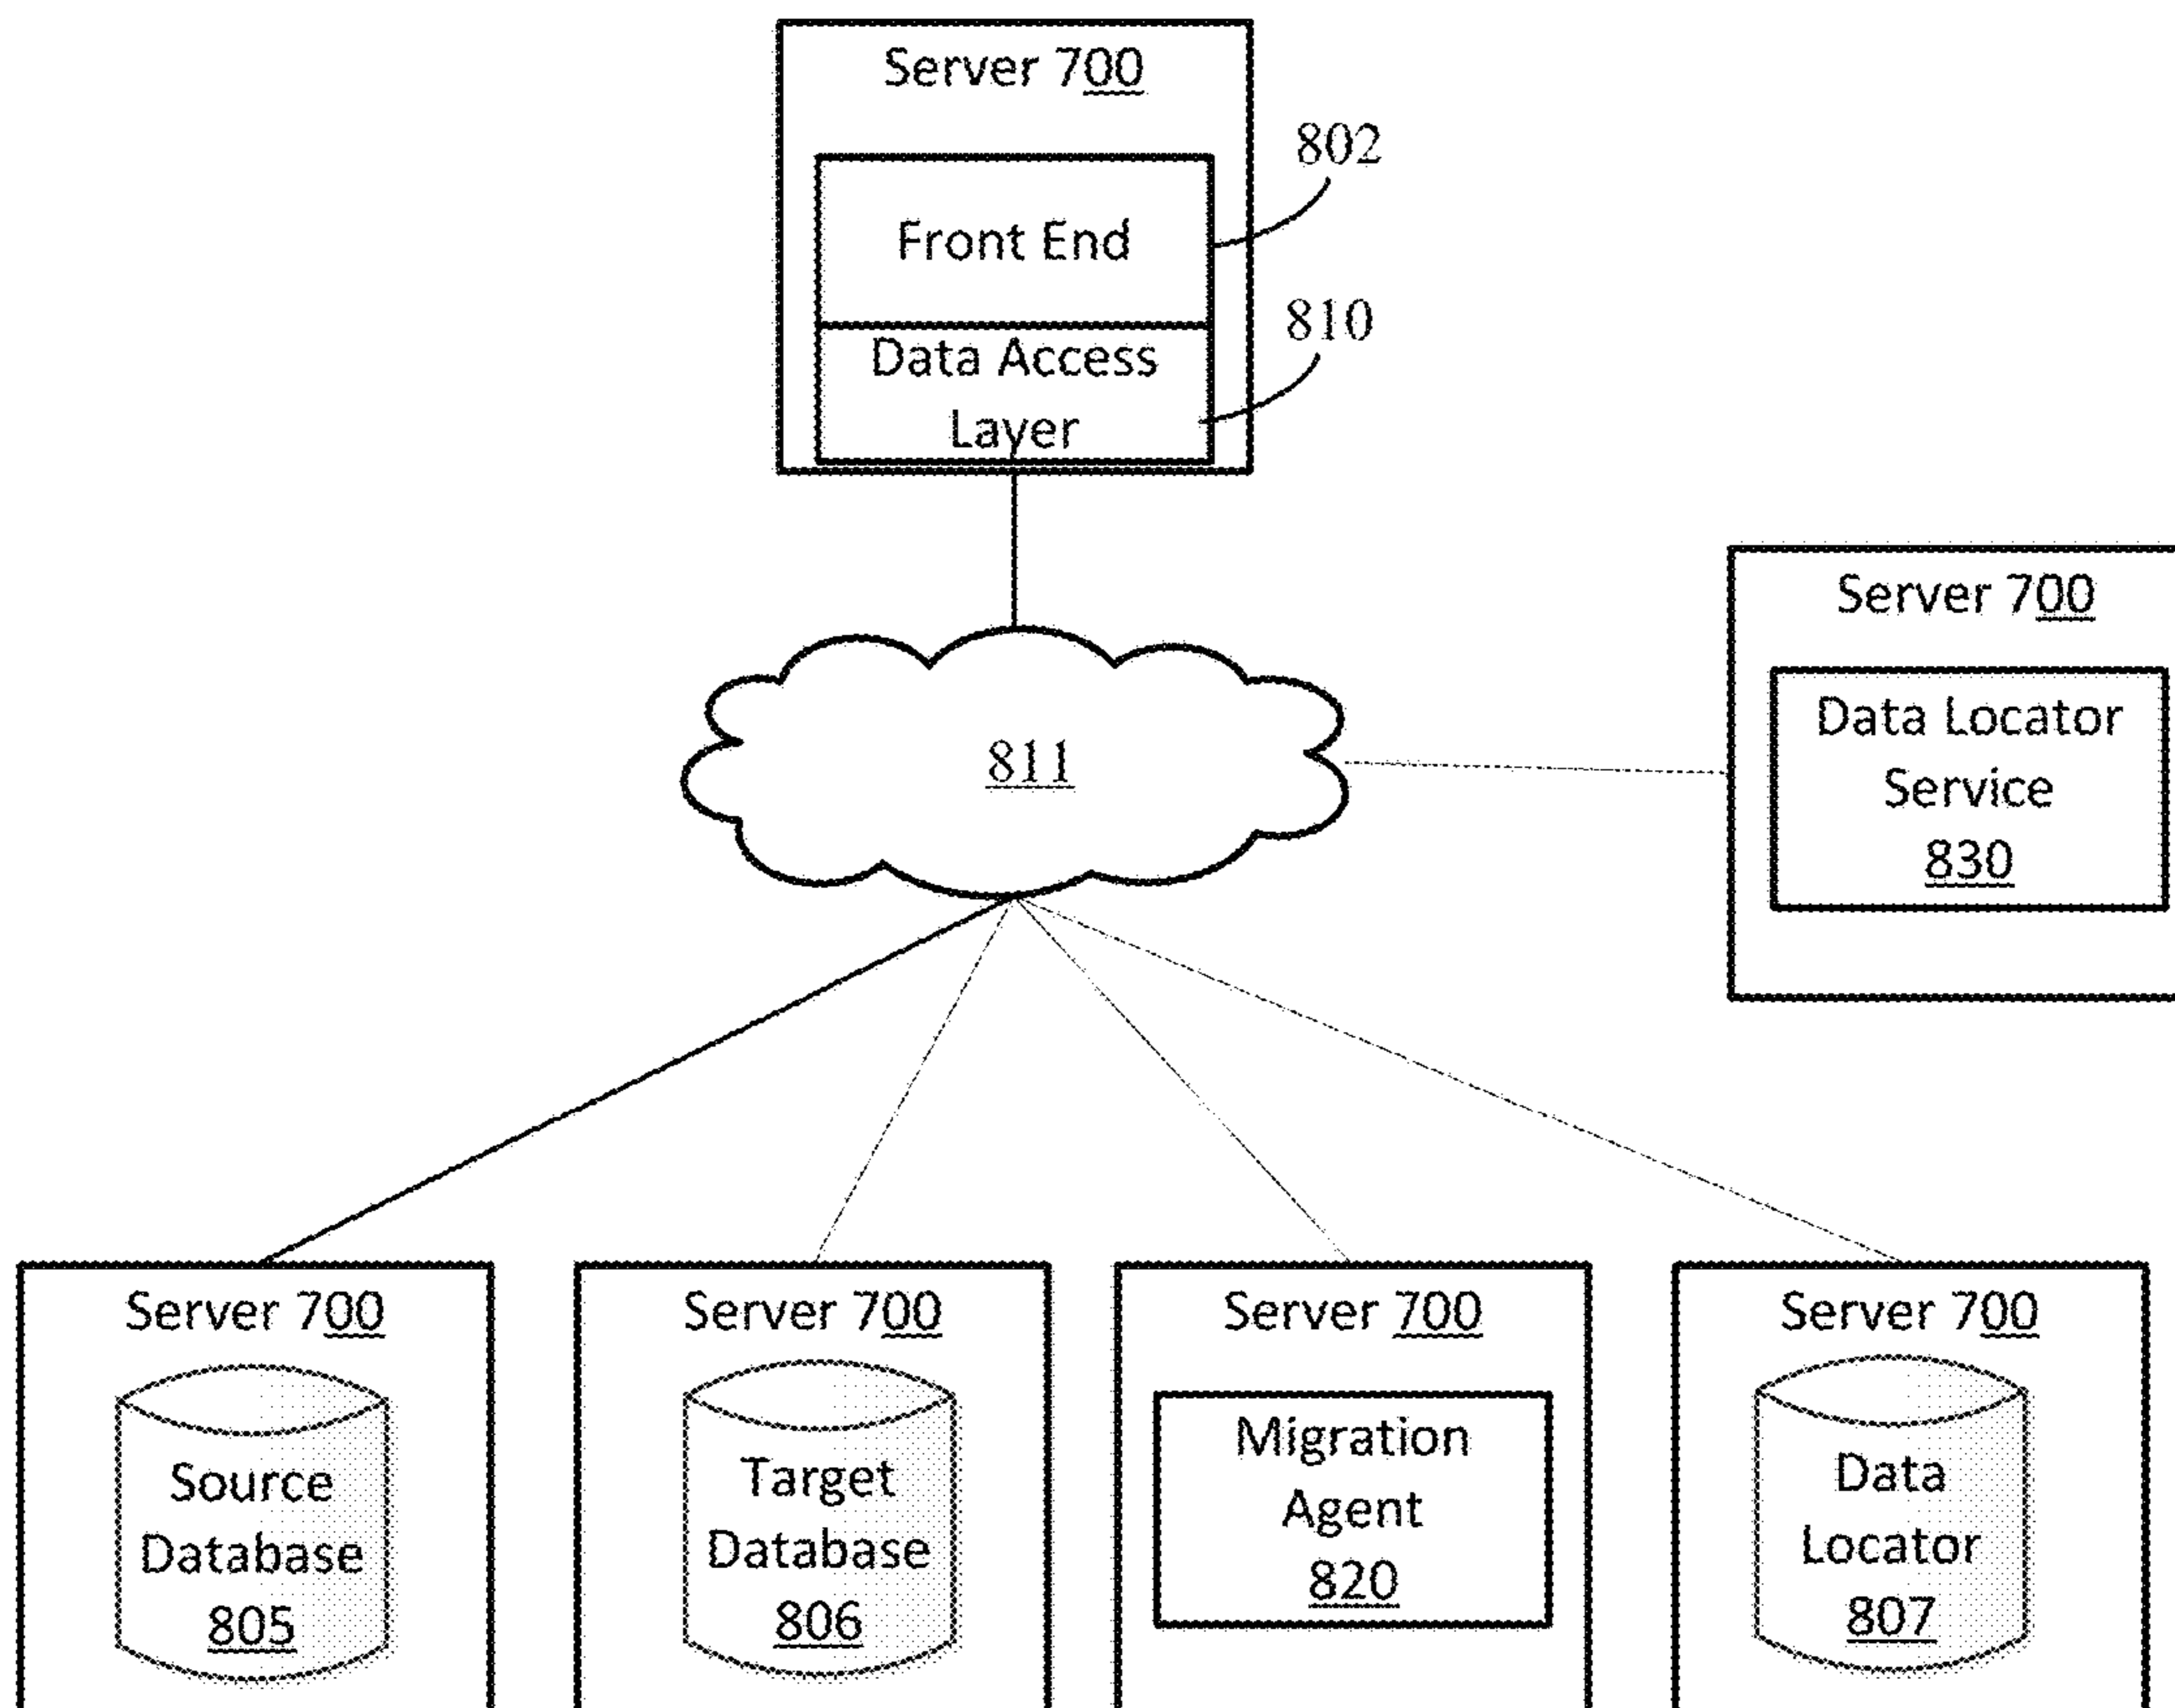 Server 700
802
Front End
810
Data Access
Layer
Server 700
Data Locator
Service
830
811
Server 700
Source
Database
805
Server 700
Target
Database
806
Server 700
Migration
Agent
820
Server 700
Data
Locator
807